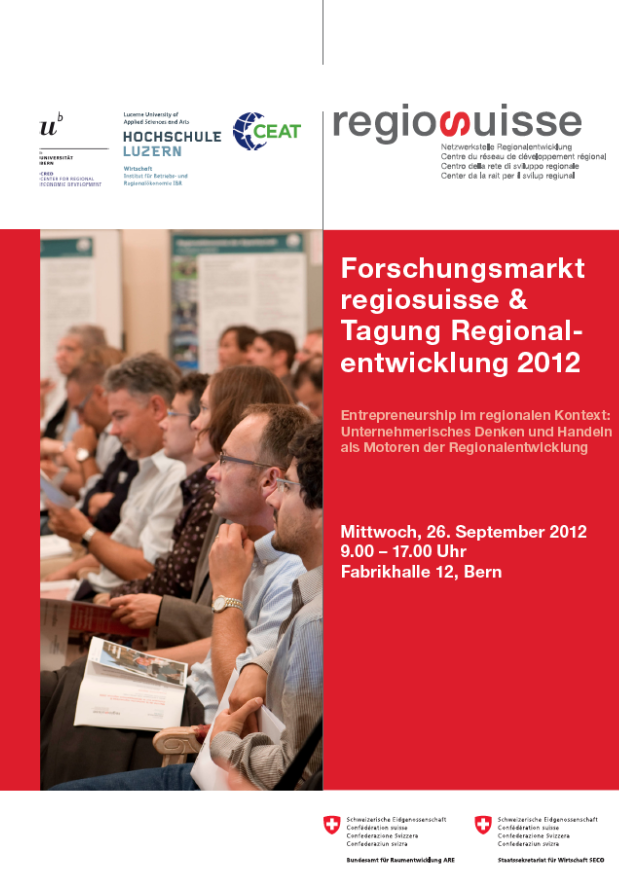 u b
b
UNIVERSITÄT
BERN
CRED
CENTER FOR REGIONAL
ECONOMIC DEVELOPMENT
Lucerne University of
Applied Sciences and Arts
HOCHSCHULE
LUZERN
Wirtschaft
Institut für Betriebs- und
Regionalökonomie IBR
CEAT
regiosuisse
Netzwerkstelle Regionalentwicklung
Centre du réseau de développement régional
Centro della rete di sviluppo regionale
Center da la rait per il svilup regiunal
Forschungsmarkt
regiosuisse &
Tagung Regional-
entwicklung 2012
Entrepreneurship im regionalen Kontext:
Unternehmerisches Denken und Handeln
als Motoren der Regionalentwicklung
Mittwoch, 26. September 2012
9.00 – 17.00 Uhr
Fabrikhalle 12, Bern
Schweizerische Eidgenossenschaft
Confédération suisse
Confederazione Svizzera
Confederaziun svizra
Bundesamt für Raumentwicklung ARE
Schweizerische Eidgenossenschaft
Confédération suisse
Confederazione Svizzera
Confederaziun svizra
Staatssekretariat für Wirtschaft SECO